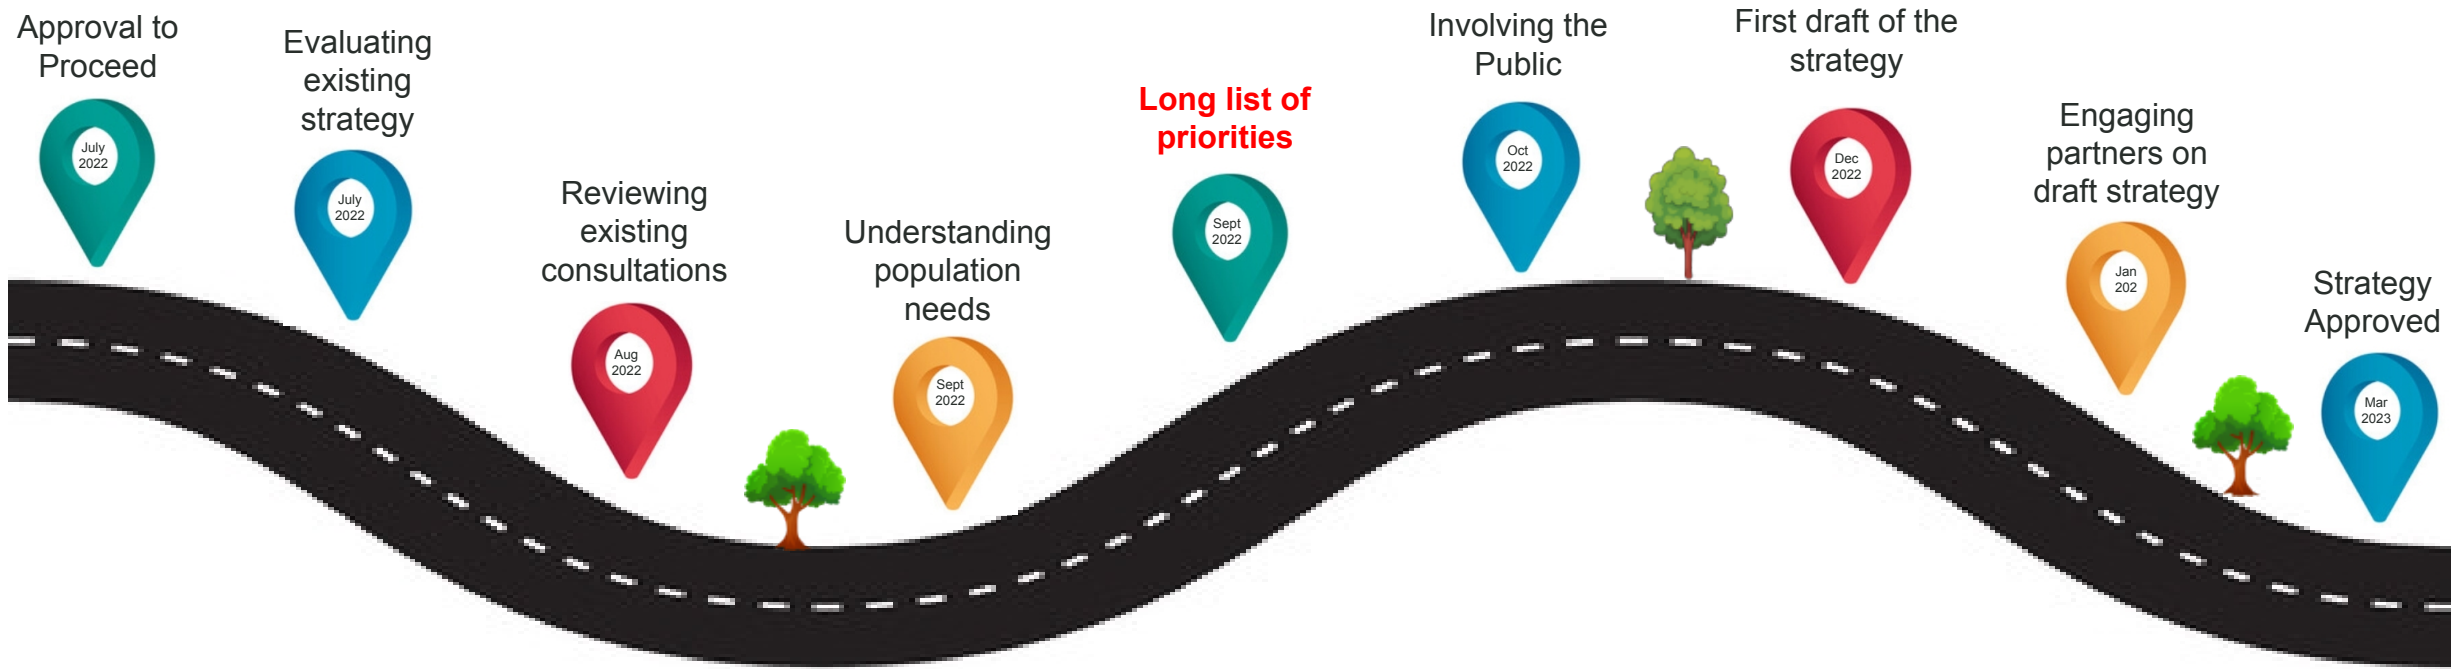 Approval to
Proceed
July
2022
Evaluating
existing
strategy
July
2022
Reviewing
existing
consultations
Aug
2022
Understanding
population
needs
Sept
2022
Long list of
priorities
Sept
2022
Involving the
Public
Oct
2022
First draft of the
strategy
Dec
2022
Engaging
partners on
draft strategy
Jan
202
Strategy
Approved
Mar
2023